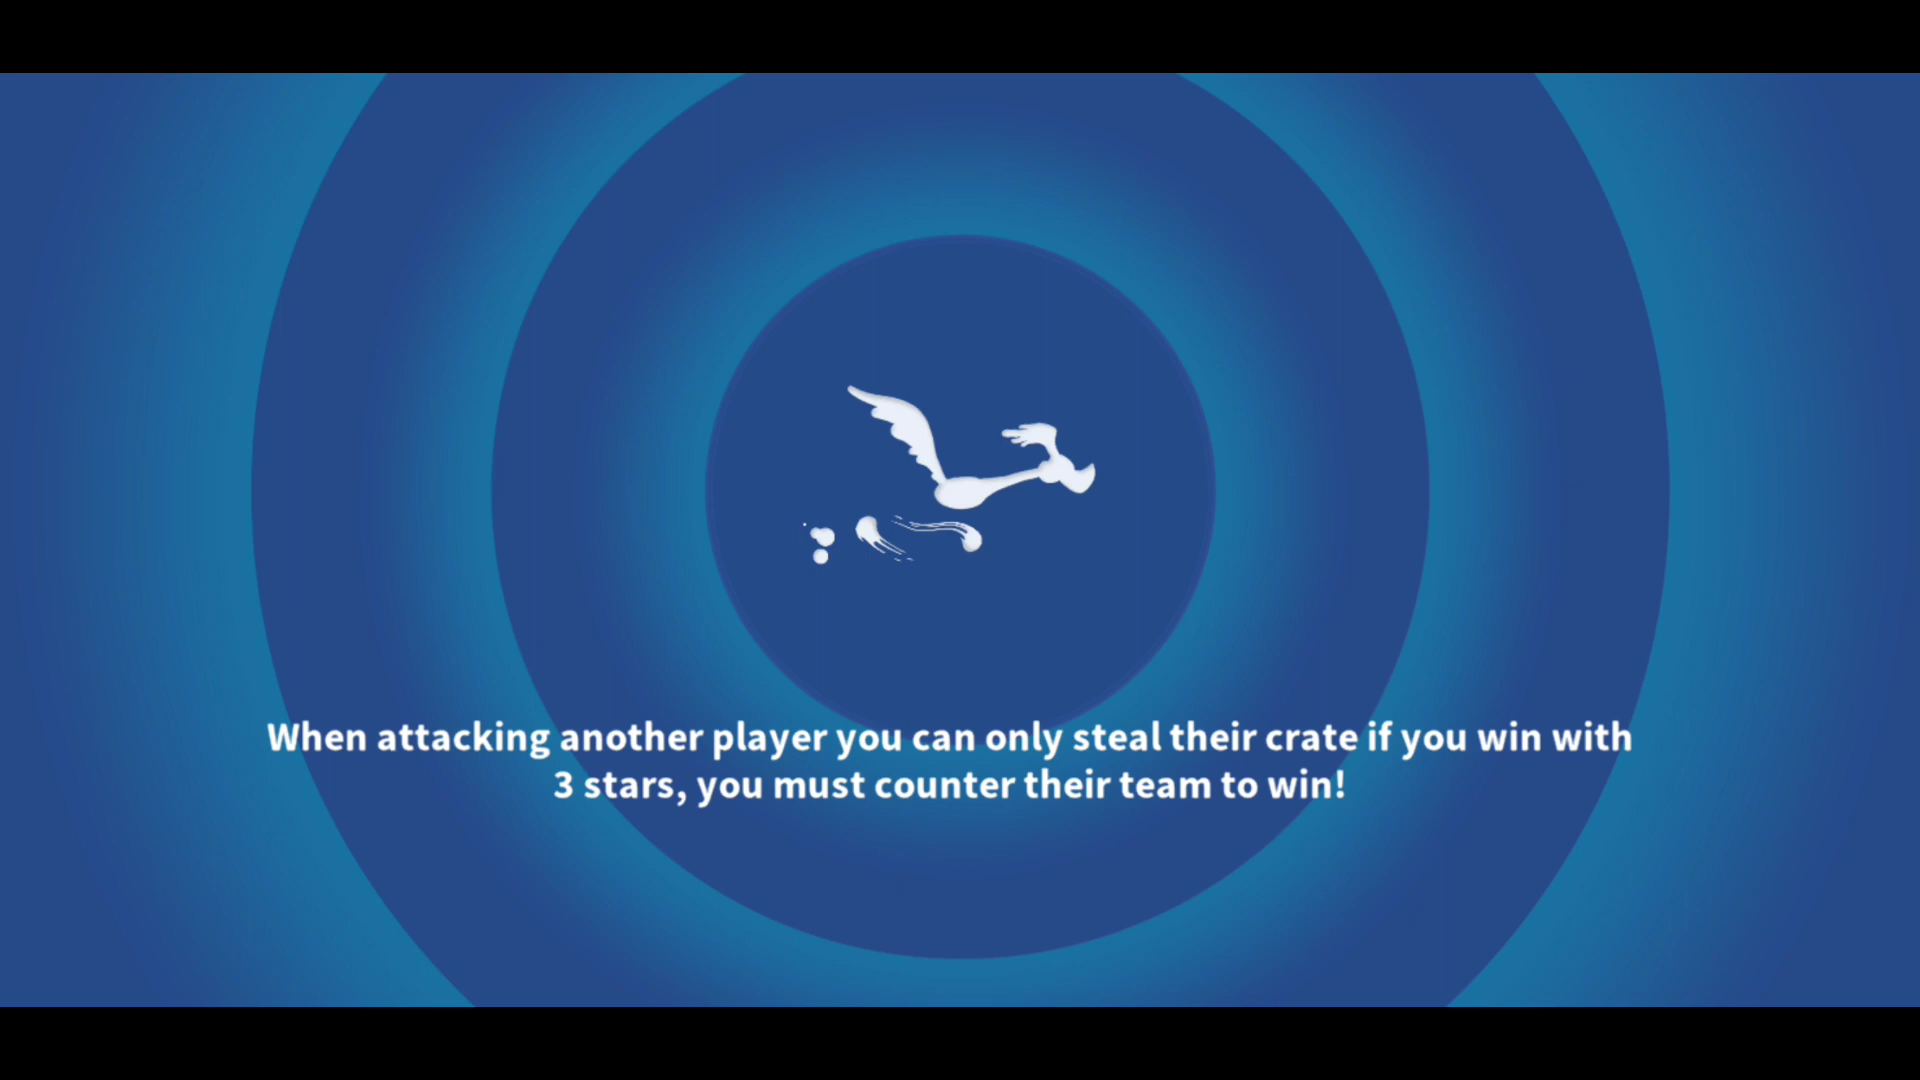 When attacking another player you can only steal their crate if you win with
3 stars, you must counter their team to win!